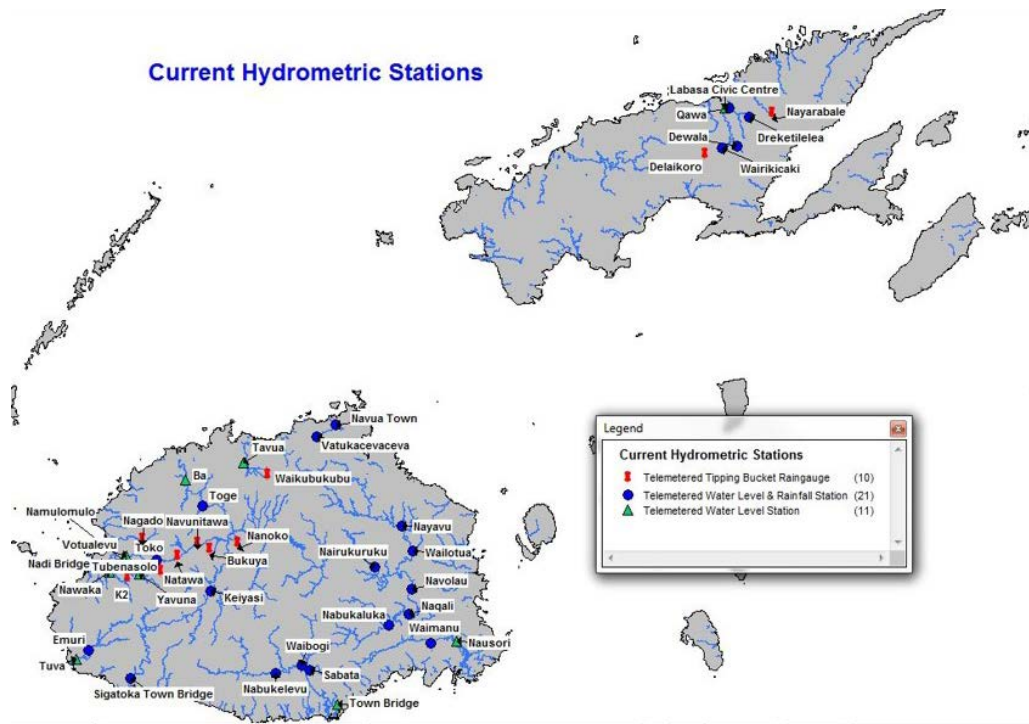 Current Hydrometric Stations
Labasa Civic Centre
Qawa
Nayarabale
Dreketilelea
Dewala
Wairikicaki
Delaikoro
Navua Town
Vatukacevaceva
Tavua
Waikubukubu
Ba
Toge
Namulomulo
Nagado
Navunitawa
Nanoko
Votualevu
Toko
Nadi Bridge
Tubenasolo
Bukuya
Natawa
Nawaka
K2
Yavuna
Keiyasi
Nayavu
Nairukuruku
Wailotua
Navolau
Naqali
Nabukaluka
Waimanu
Nausori
Emuri
Tuva
Sigatoka Town Bridge
Waibogi
Sabata
Nabukelevu
Town Bridge
Legend
Current Hydrometric Stations
Telemetered Tipping Bucket Raingauge (10)
Telemetered Water Level & Rainfall Station (21)
Telemetered Water Level Station (11)